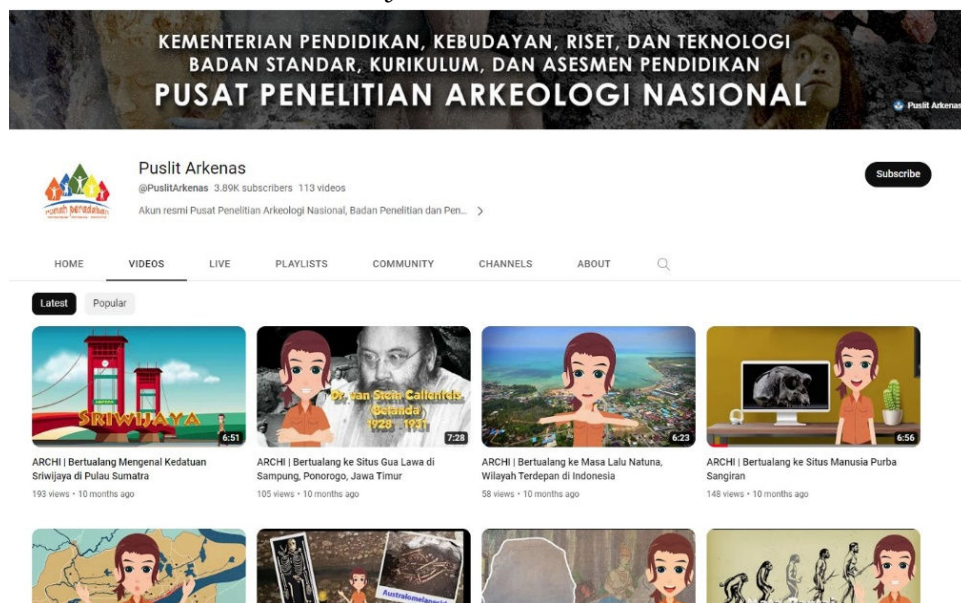 KEMENTERIAN PENDIDIKAN, KEBUDAYAN, RISET, DAN TEKNOLOGI
BADAN STANDAR, KURIKULUM, DAN ASESMEN PENDIDIKAN
PUSAT PENELITIAN ARKEOLOGI NASIONAL
Puslit Arkenas
Puslit Arkenas
@PuslitArkenas 3.89K subscribers 113 videos
Akun resmi Pusat Penelitian Arkeologi Nasional, Badan Penelitian dan Pen...
rumah peradaban
Subscribe
HOME VIDEOS LIVE PLAYLISTS COMMUNITY CHANNELS ABOUT
Latest Popular
SRIWIJAYA
6:51
Dr. van Stein Callenfels
Belanda
1928 - 1931
7:28
6:23
6:56
ARCHI | Bertualang Mengenal Kedatuan
Sriwijaya di Pulau Sumatra
193 views • 10 months ago
ARCHI | Bertualang ke Situs Gua Lawa di
Sampung, Ponorogo, Jawa Timur
105 views • 10 months ago
ARCHI | Bertualang ke Masa Lalu Natuna,
Wilayah Terdepan di Indonesia
58 views • 10 months ago
ARCHI | Bertualang ke Situs Manusia Purba
Sangiran
148 views • 10 months ago